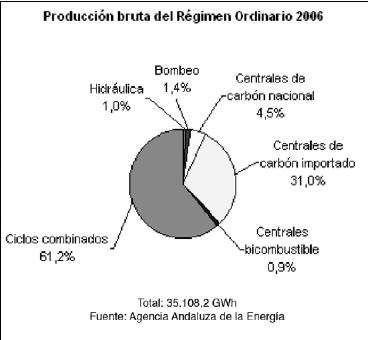 Producción bruta del Régimen Ordinario 2006
Bombeo
1,4%
Hidráulica
1,0%
Centrales de
carbón nacional
4,5%
Centrales de
carbón importado
31,0%
Ciclos combinados
61,2%
Centrales
bicombustible
0,9%
Total: 35.108,2 GWh
Fuente: Agencia Andaluza de la Energía